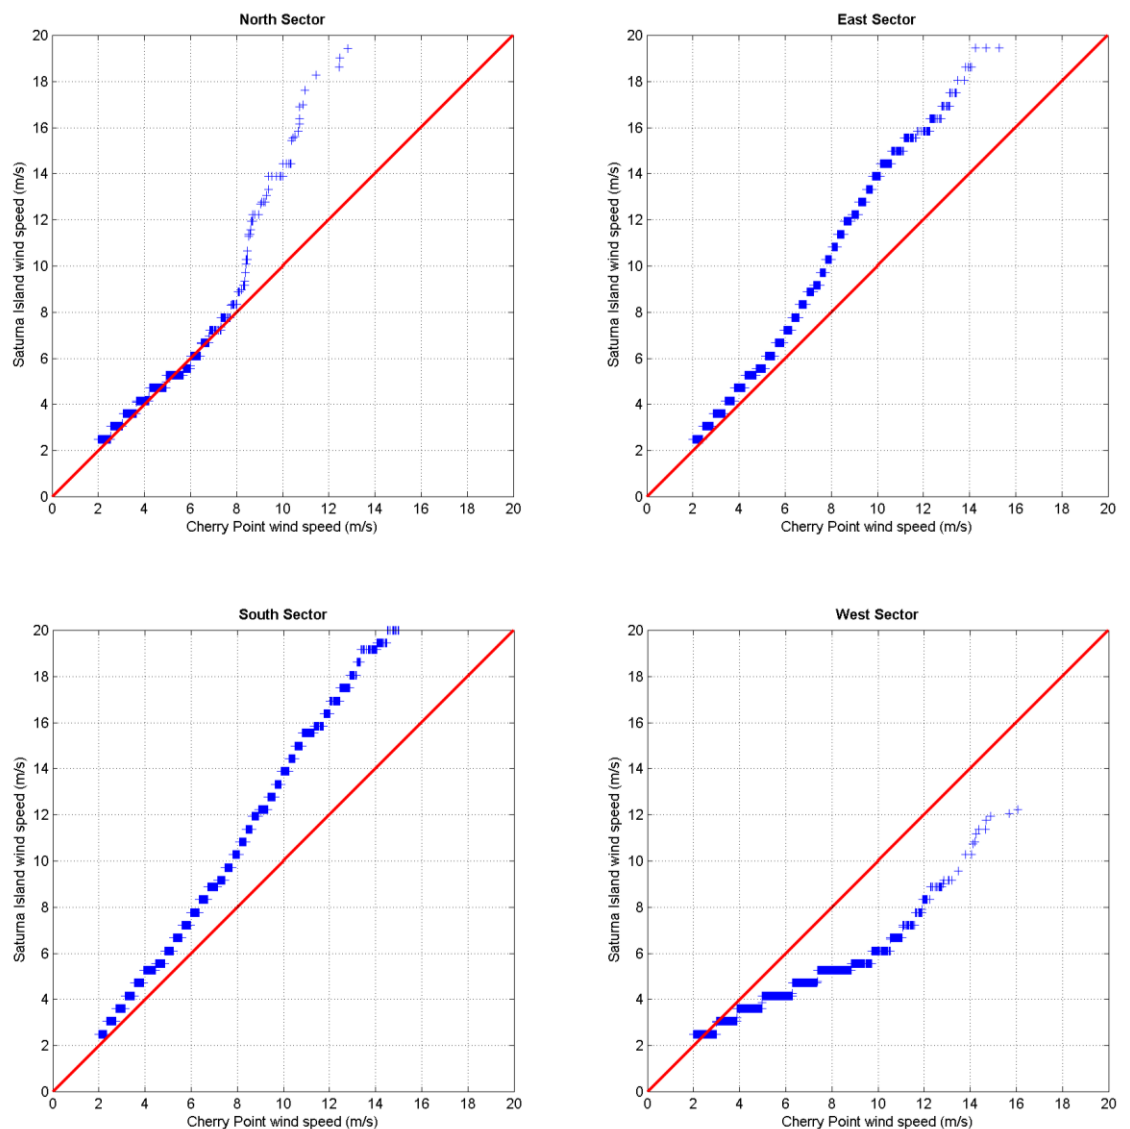 North Sector
20
18
16
14
12
10
8
6
4
2
0
Saturna Island wind speed (m/s)
0 2 4 6 8 10 12 14 16 18 20
Cherry Point wind speed (m/s)
East Sector
20
18
16
14
12
10
8
6
4
2
0
Saturna Island wind speed (m/s)
0 2 4 6 8 10 12 14 16 18 20
Cherry Point wind speed (m/s)
South Sector
20
18
16
14
12
10
8
6
4
2
0
Saturna Island wind speed (m/s)
0 2 4 6 8 10 12 14 16 18 20
Cherry Point wind speed (m/s)
West Sector
20
18
16
14
12
10
8
6
4
2
0
Saturna Island wind speed (m/s)
0 2 4 6 8 10 12 14 16 18 20
Cherry Point wind speed (m/s)